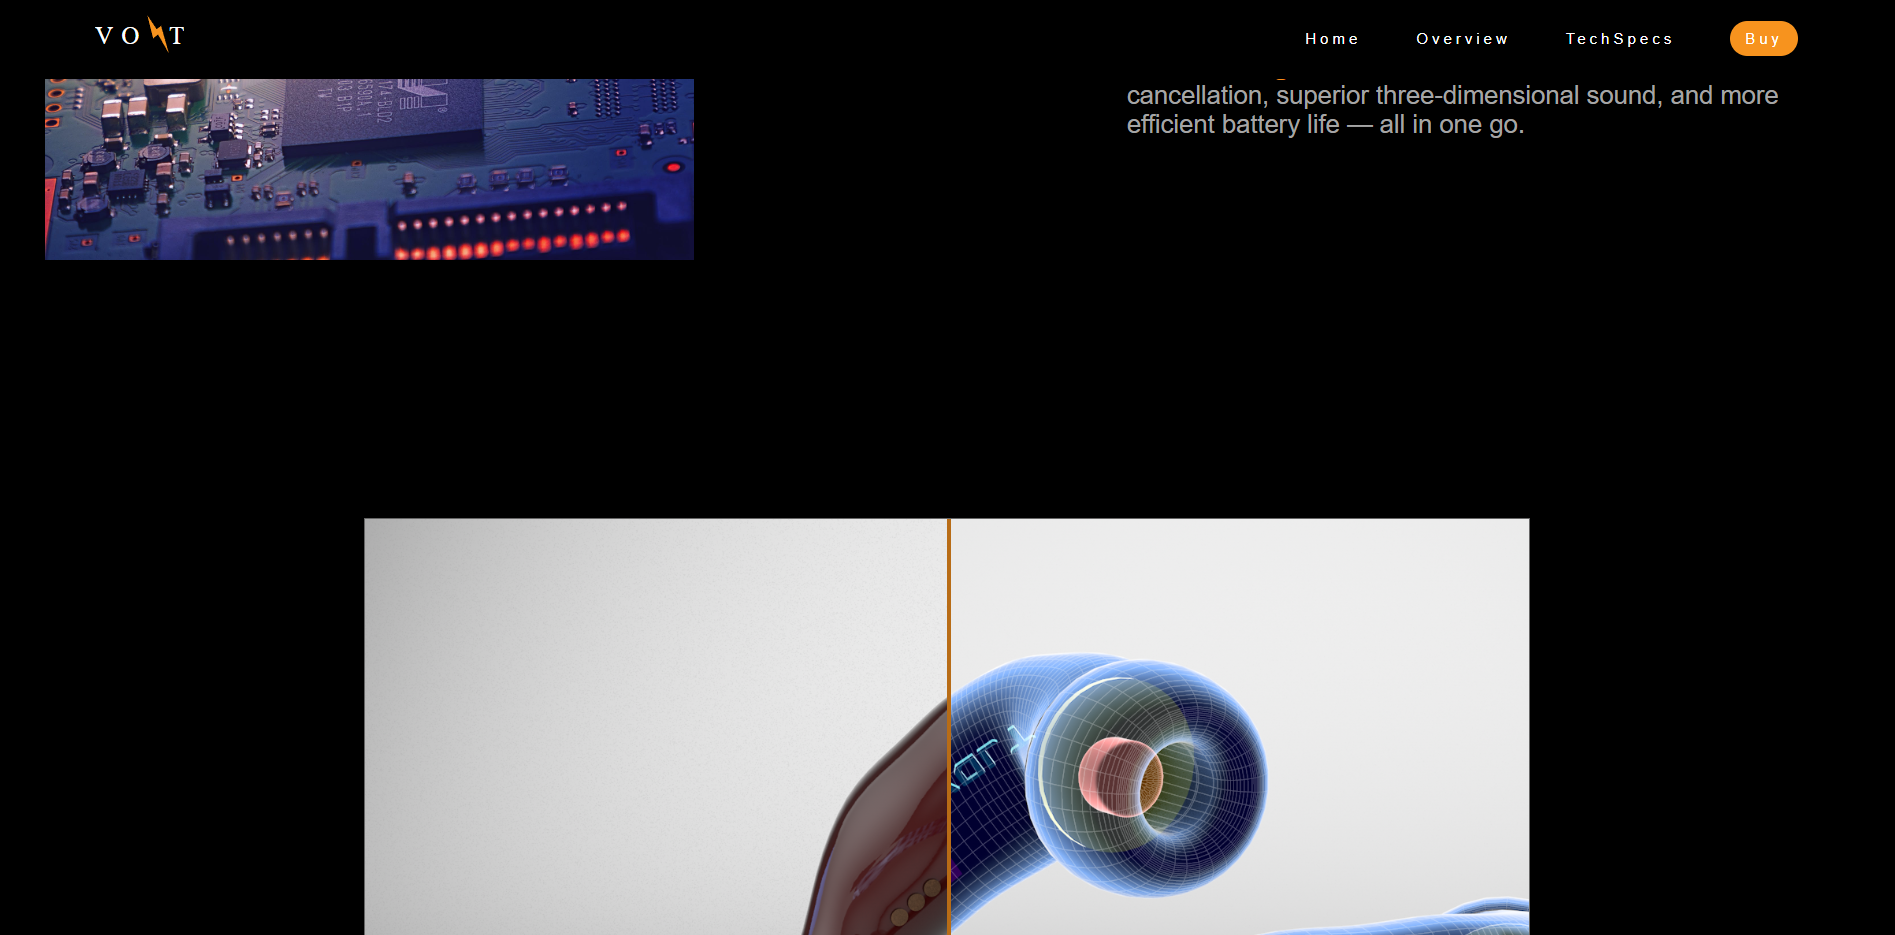 VOLT
Home
Overview
TechSpecs
Buy
cancellation, superior three-dimensional sound, and more
efficient battery life — all in one go.
TW